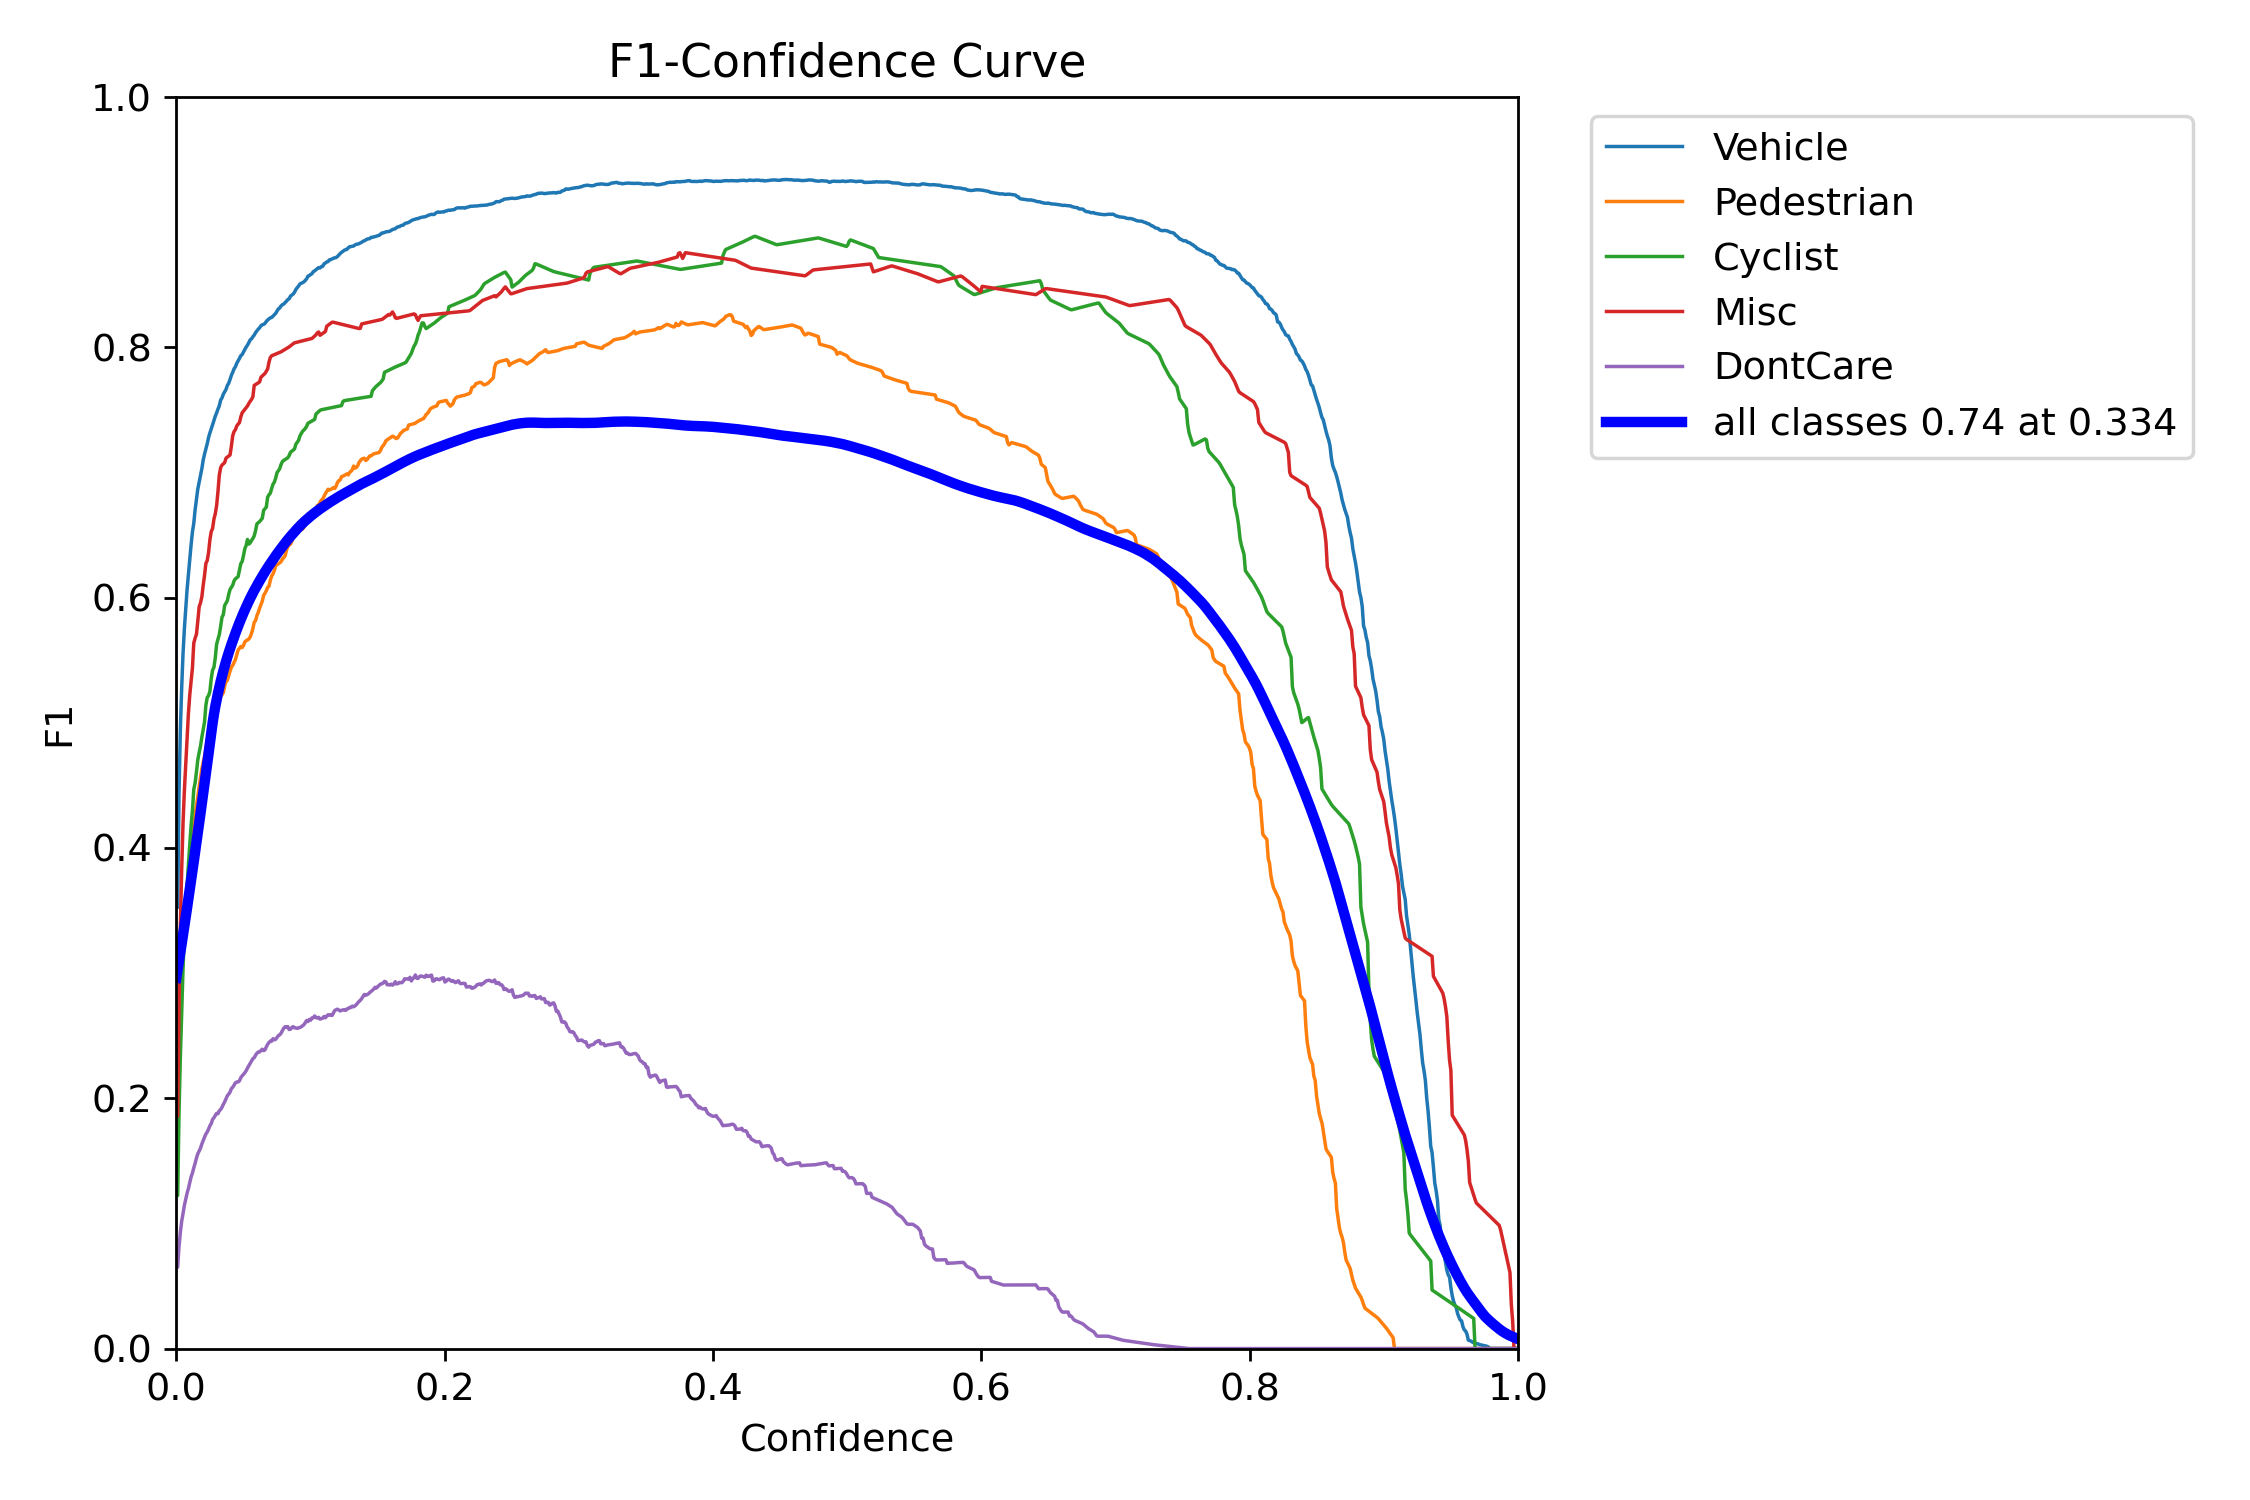 F1-Confidence Curve
1.0
0.8
0.6
0.4
0.2
0.0
F1
0.0 0.2 0.4 0.6 0.8 1.0
Confidence
Vehicle
Pedestrian
Cyclist
Misc
DontCare
all classes 0.74 at 0.334